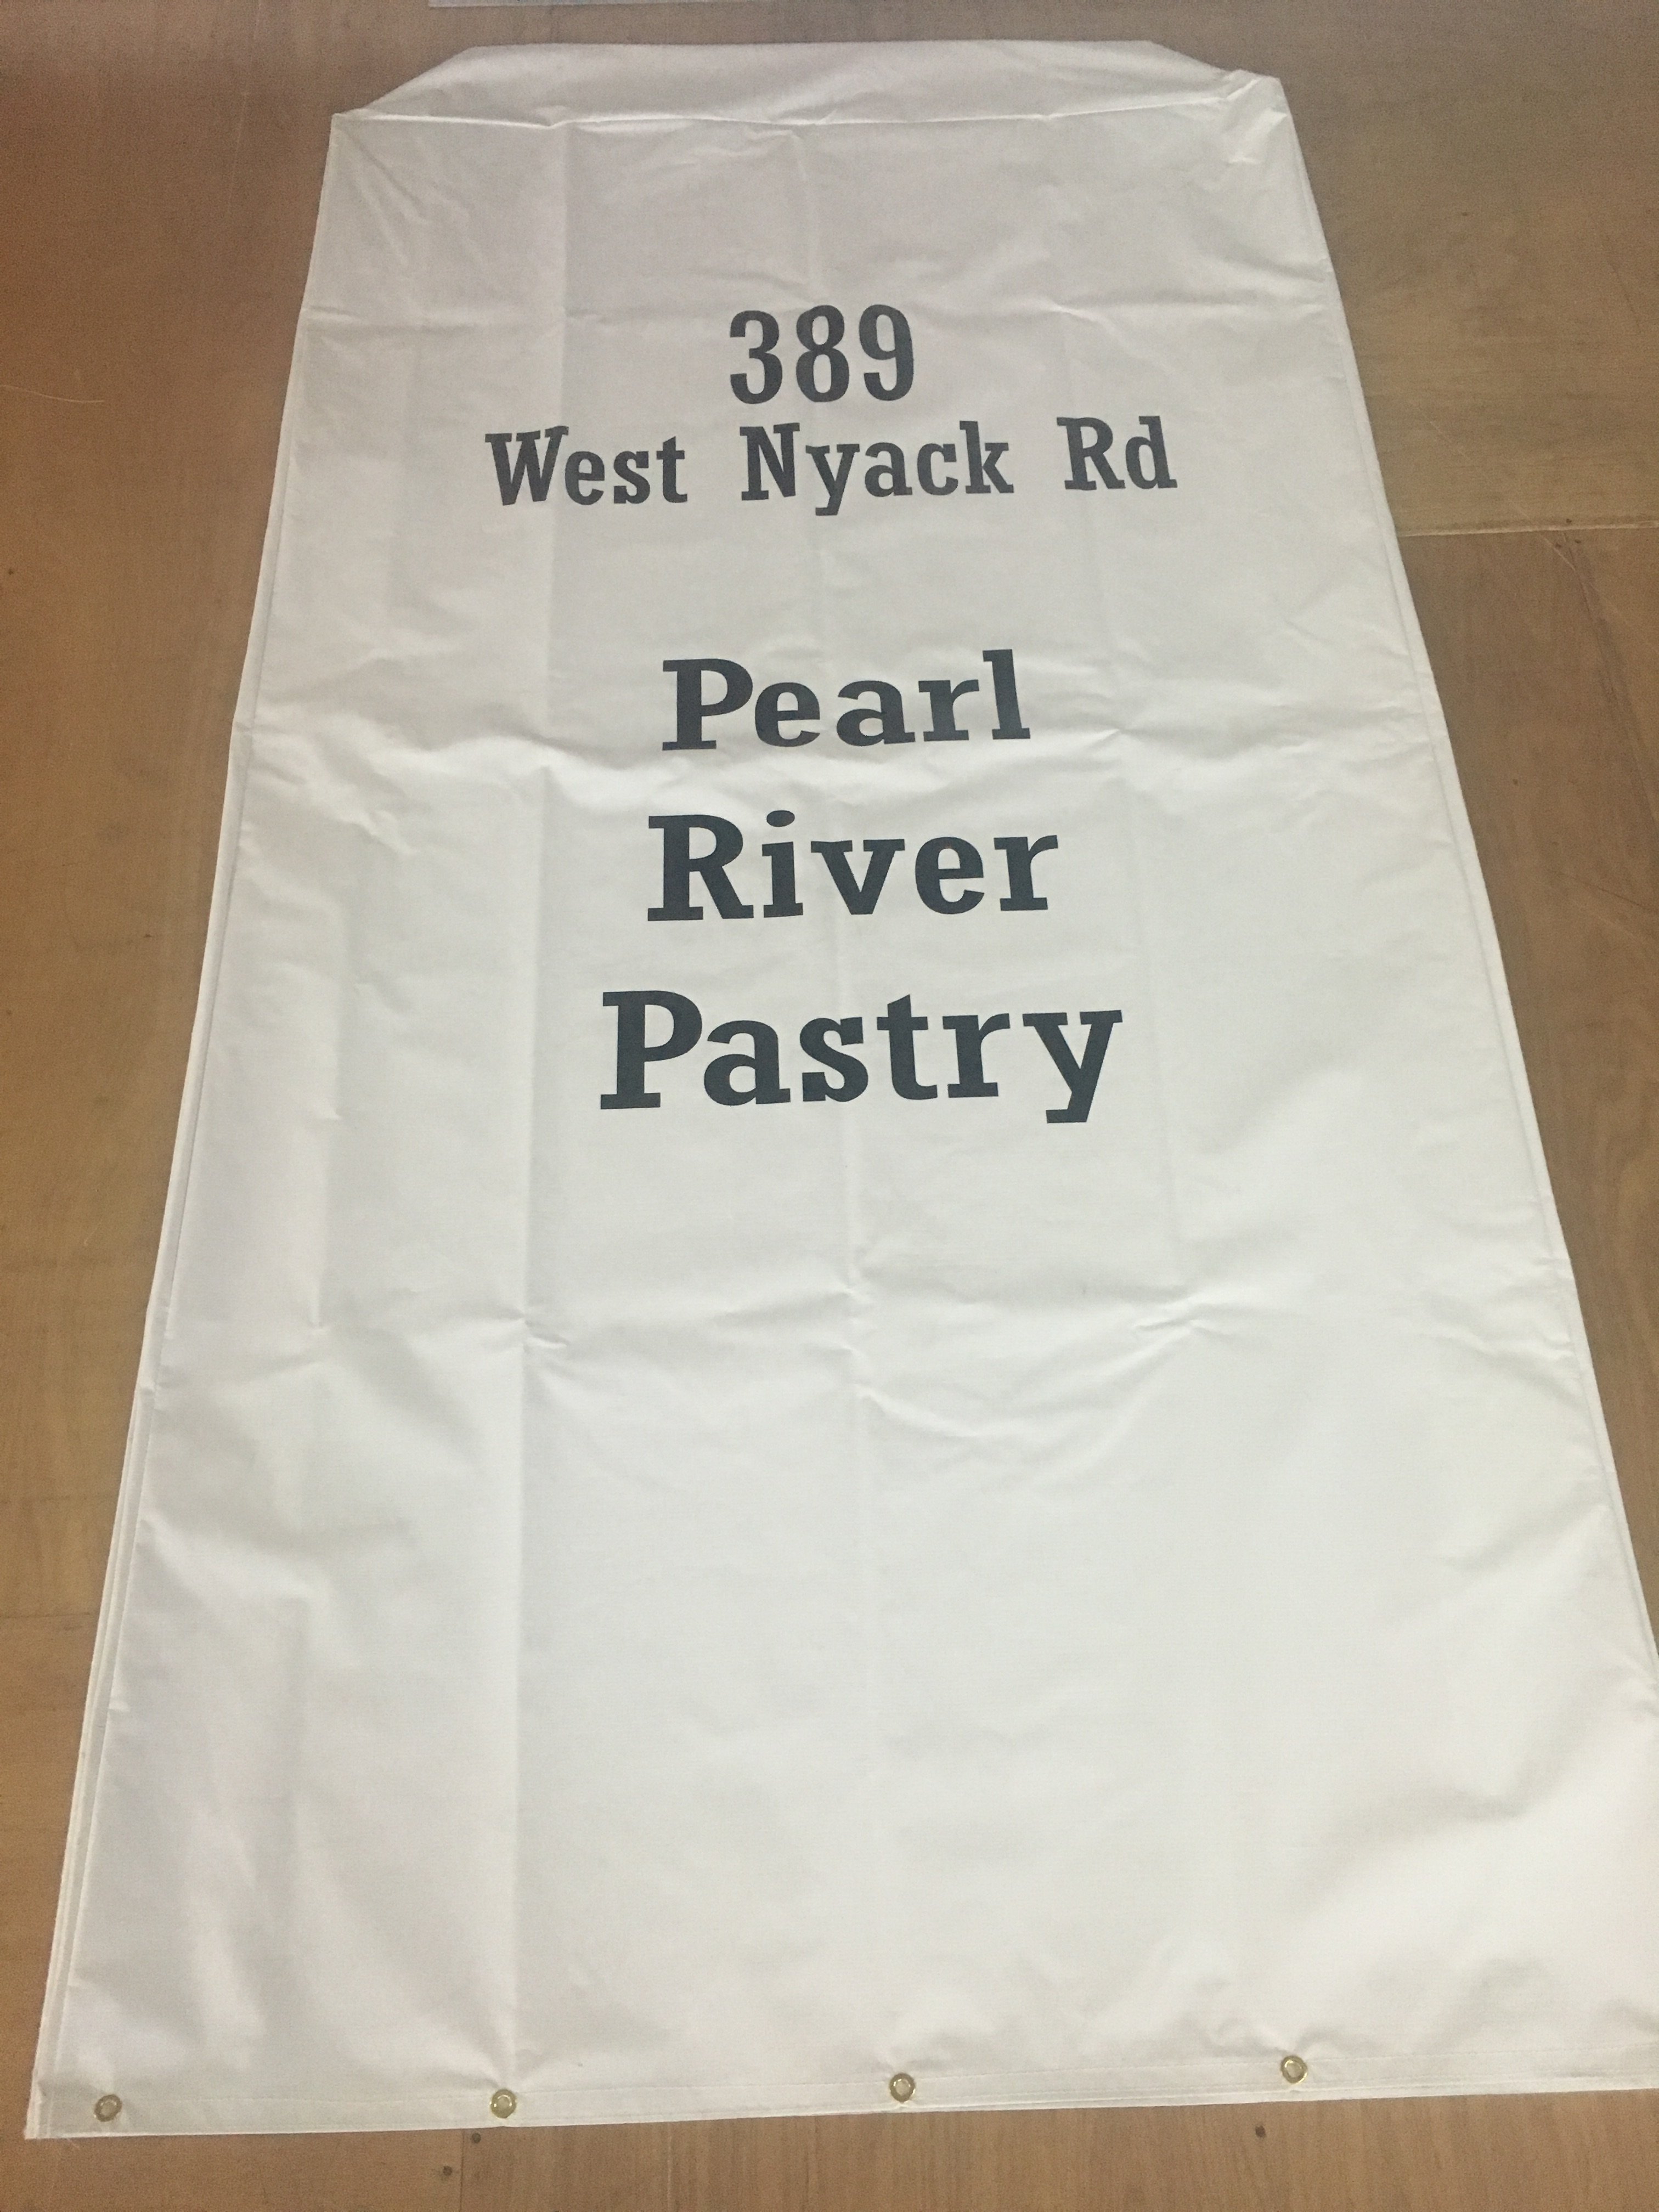 389
West Nyack Rd
Pearl
River
Pastry